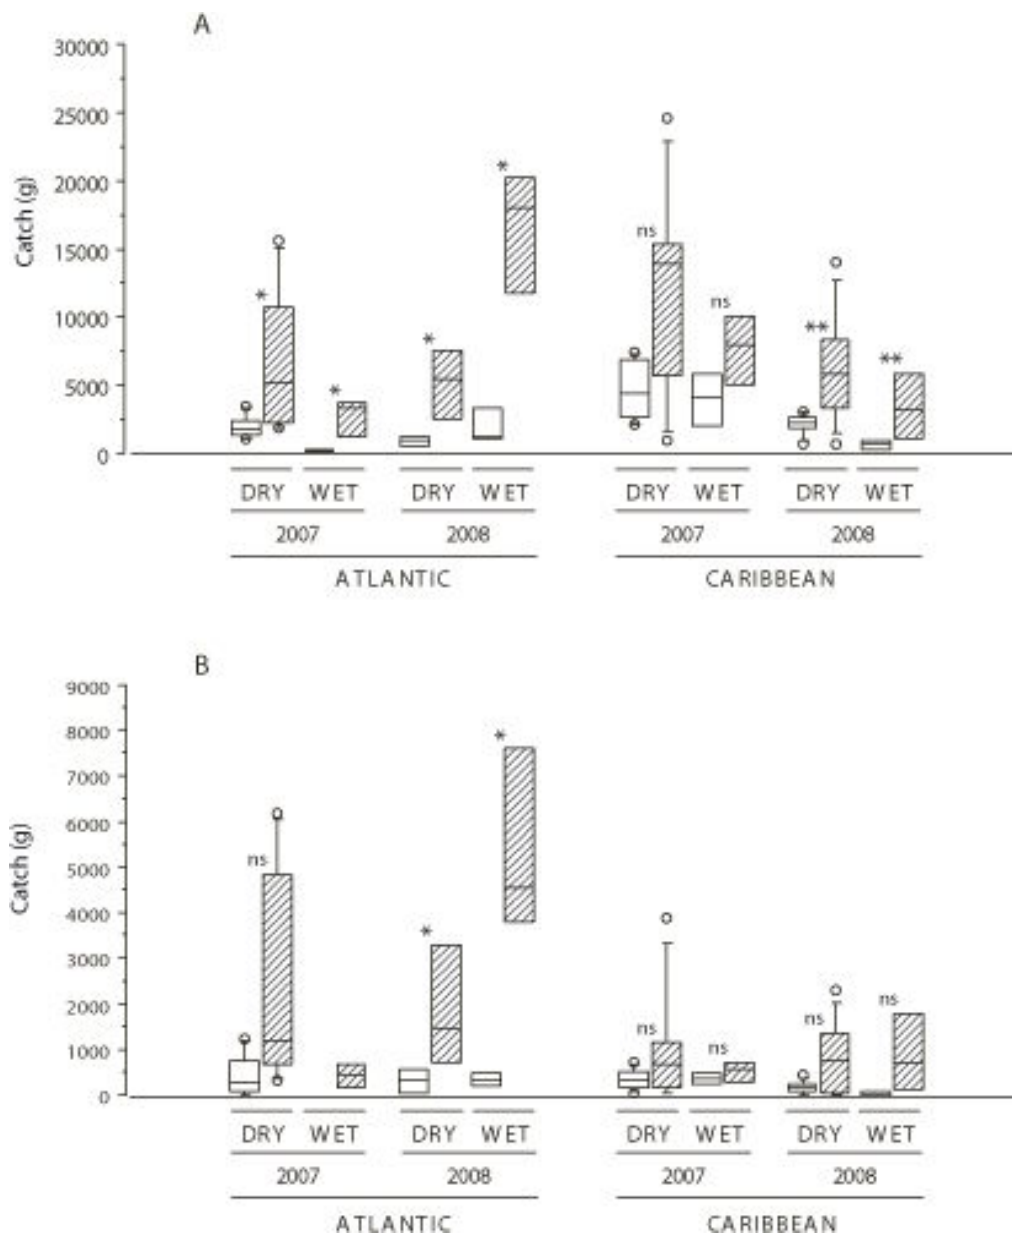 A
30000
25000
20000
15000
10000
5000
0
Catch (g)
* * * * ns ns ** **
DRY WET DRY WET DRY WET DRY WET
2007 2008 2007 2008
ATLANTIC CARIBBEAN
B
9000
8000
7000
6000
5000
4000
3000
2000
1000
0
Catch (g)
ns * * ns ns ns ns
DRY WET DRY WET DRY WET DRY WET
2007 2008 2007 2008
ATLANTIC CARIBBEAN